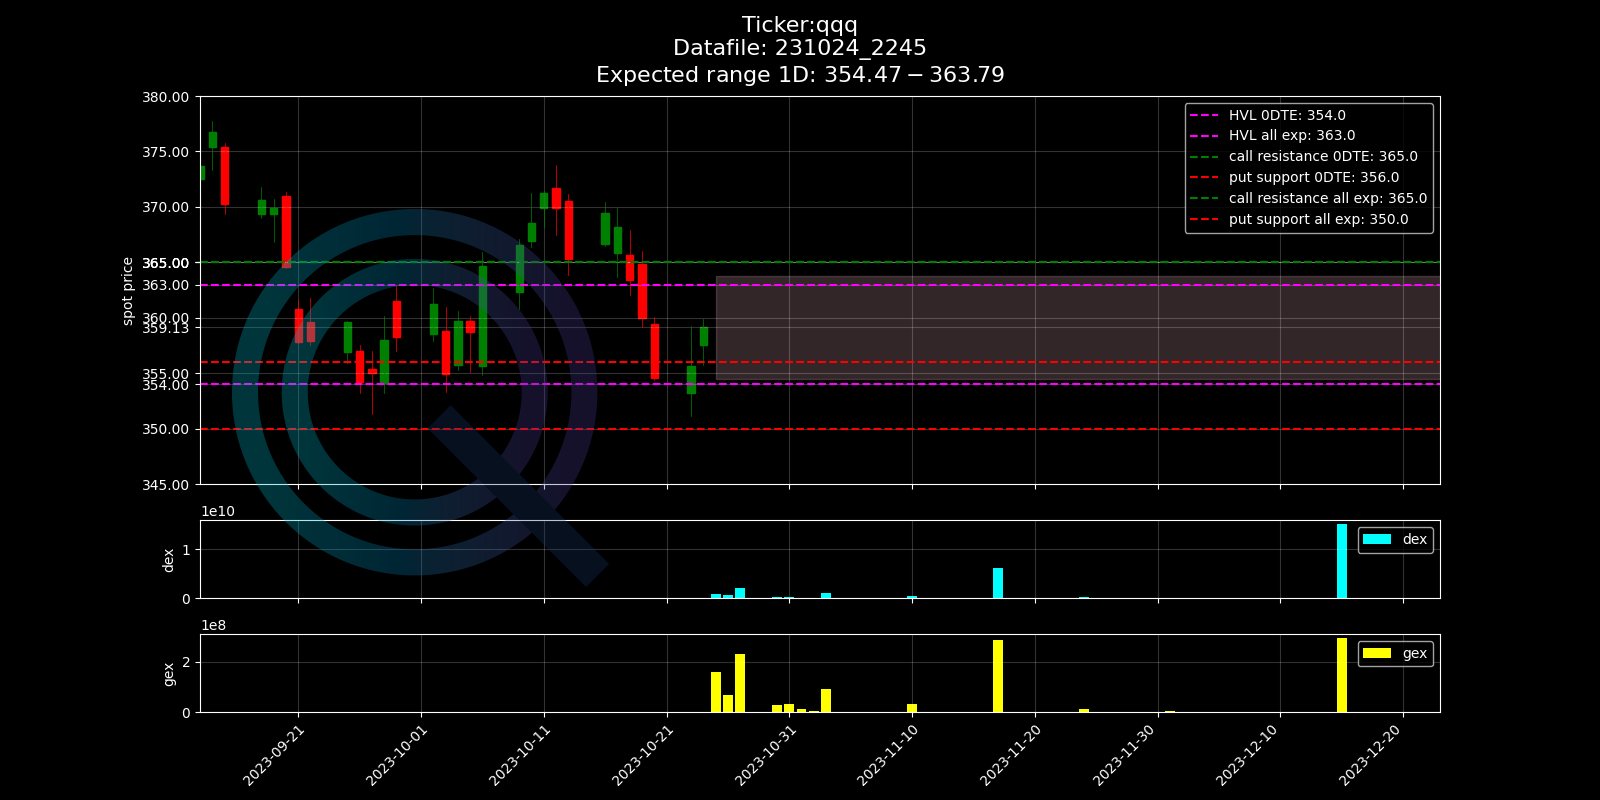 Ticker:qqq
Datafile: 231024_2245
Expected range 1D: 354.47 − 363.79
380.00
375.00
370.00
365.00
363.00
360.00
359.13
355.00
354.00
350.00
345.00
spot price
HVL 0DTE: 354.0
HVL all exp: 363.0
call resistance 0DTE: 365.0
put support 0DTE: 356.0
call resistance all exp: 365.0
put support all exp: 350.0
1e10
1
0
dex
dex
1e8
2
0
gex
gex
2023-09-21
2023-10-01
2023-10-11
2023-10-21
2023-10-31
2023-11-10
2023-11-20
2023-11-30
2023-12-10
2023-12-20